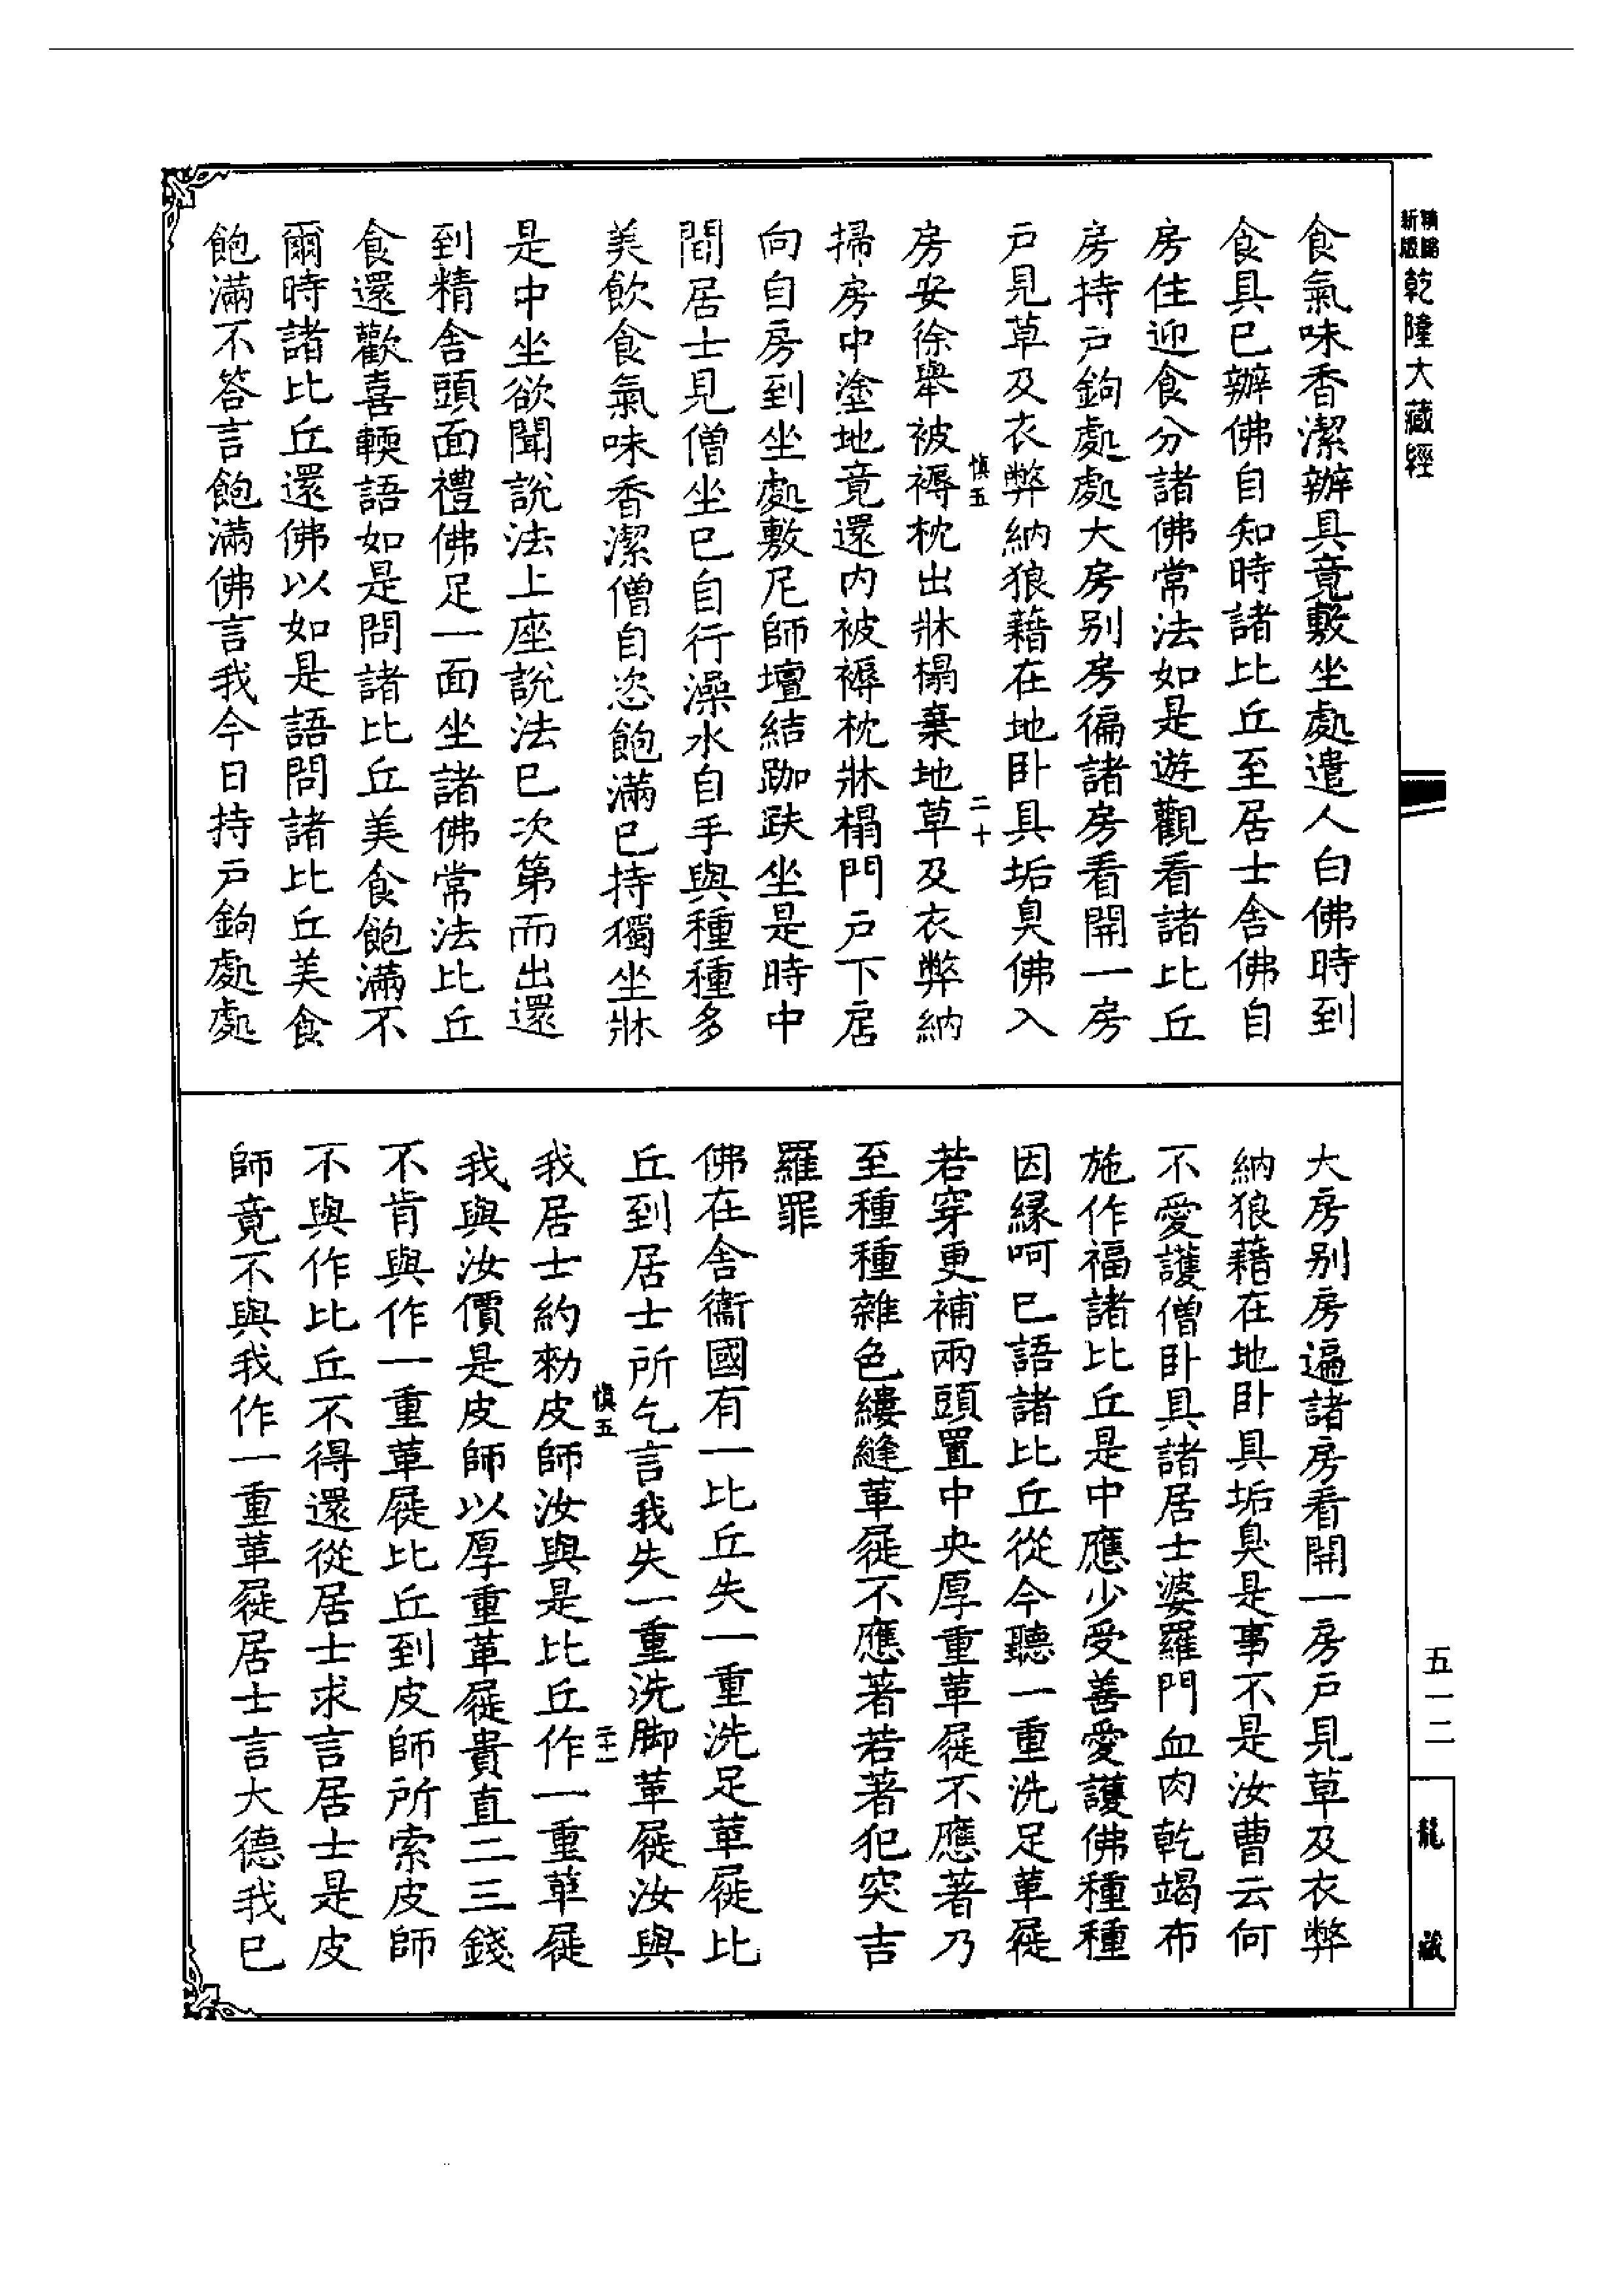 精縮
新版
乾隆大藏經
食氣味香潔辦具竟敷坐處遣人白佛時到
食具已辦佛自知時諸比丘至居士舍佛自
房住迎食分諸佛常法如是遊觀看諸比丘
房持戶鉤處處大房別房徧諸房看開一房
戶見草及衣弊納狼藉在地卧具垢臭佛入
慎五
二十
房安徐舉被褥枕出牀榻棄地草及衣弊納
掃房中塗地竟還内被褥枕牀榻門戶下扂
向自房到坐處敷尼師壇結跏趺坐是時中
間居士見僧坐已自行澡水自手與種種多
美飲食氣味香潔僧自恣飽滿已持獨坐牀
是中坐欲聞說法上座說法已次第而出還
到精舍頭面禮佛足一面坐諸佛常法比丘
食還歡喜輭語如是問諸比丘美食飽滿不
爾時諸比丘還佛以如是語問諸比丘美食
飽滿不答言飽滿佛言我今日持戶鉤處處
大房別房遍諸房看開一房戶見草及衣弊
納狼藉在地卧具垢臭是事不是汝曹云何
不愛護僧卧具諸居士婆羅門血肉乾竭布
施作福諸比丘是中應少受善愛護佛種種
因緣呵已語諸比丘從今聽一重洗足革屣
若穿更補兩頭置中央厚重革屣不應著乃
至種種雜色縷縫革屣不應著若著犯突吉
羅罪
佛在舍衞國有一比丘失一重洗足革屣比
丘到居士所乞言我失一重洗脚革屣汝與
慎五
二十一
我居士約勑皮師汝與是比丘作一重革屣
我與汝價是皮師以厚重革屣貴直二三錢
不肯與作一重革屣比丘到皮師所索皮師
不與作比丘不得還從居士求言居士是皮
師竟不與我作一重革屣居士言大德我已
五一二
龍藏